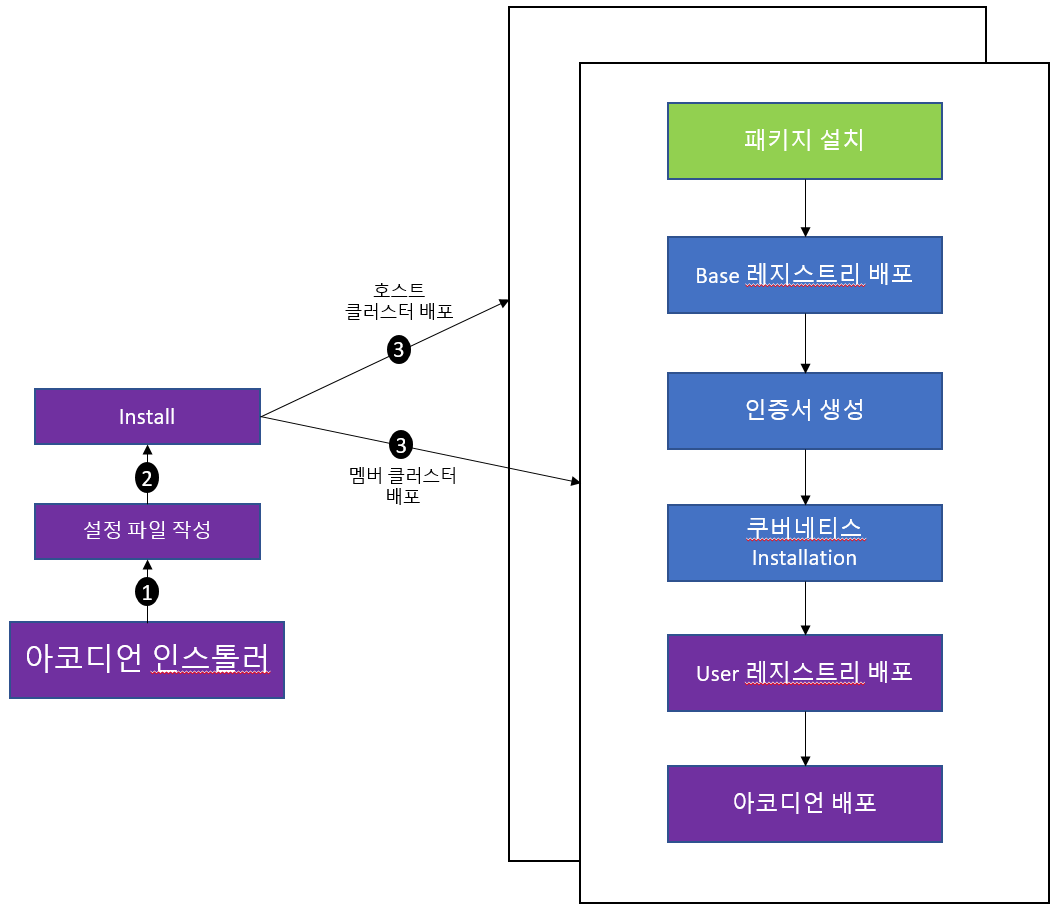 패키지 설치
Base 레지스트리 배포
호스트
클러스터 배포
3
인증서 생성
Install
3
멤버 클러스터
배포
2
설정 파일 작성
쿠버네티스
Installation
1
아코디언 인스톨러
User 레지스트리 배포
아코디언 배포